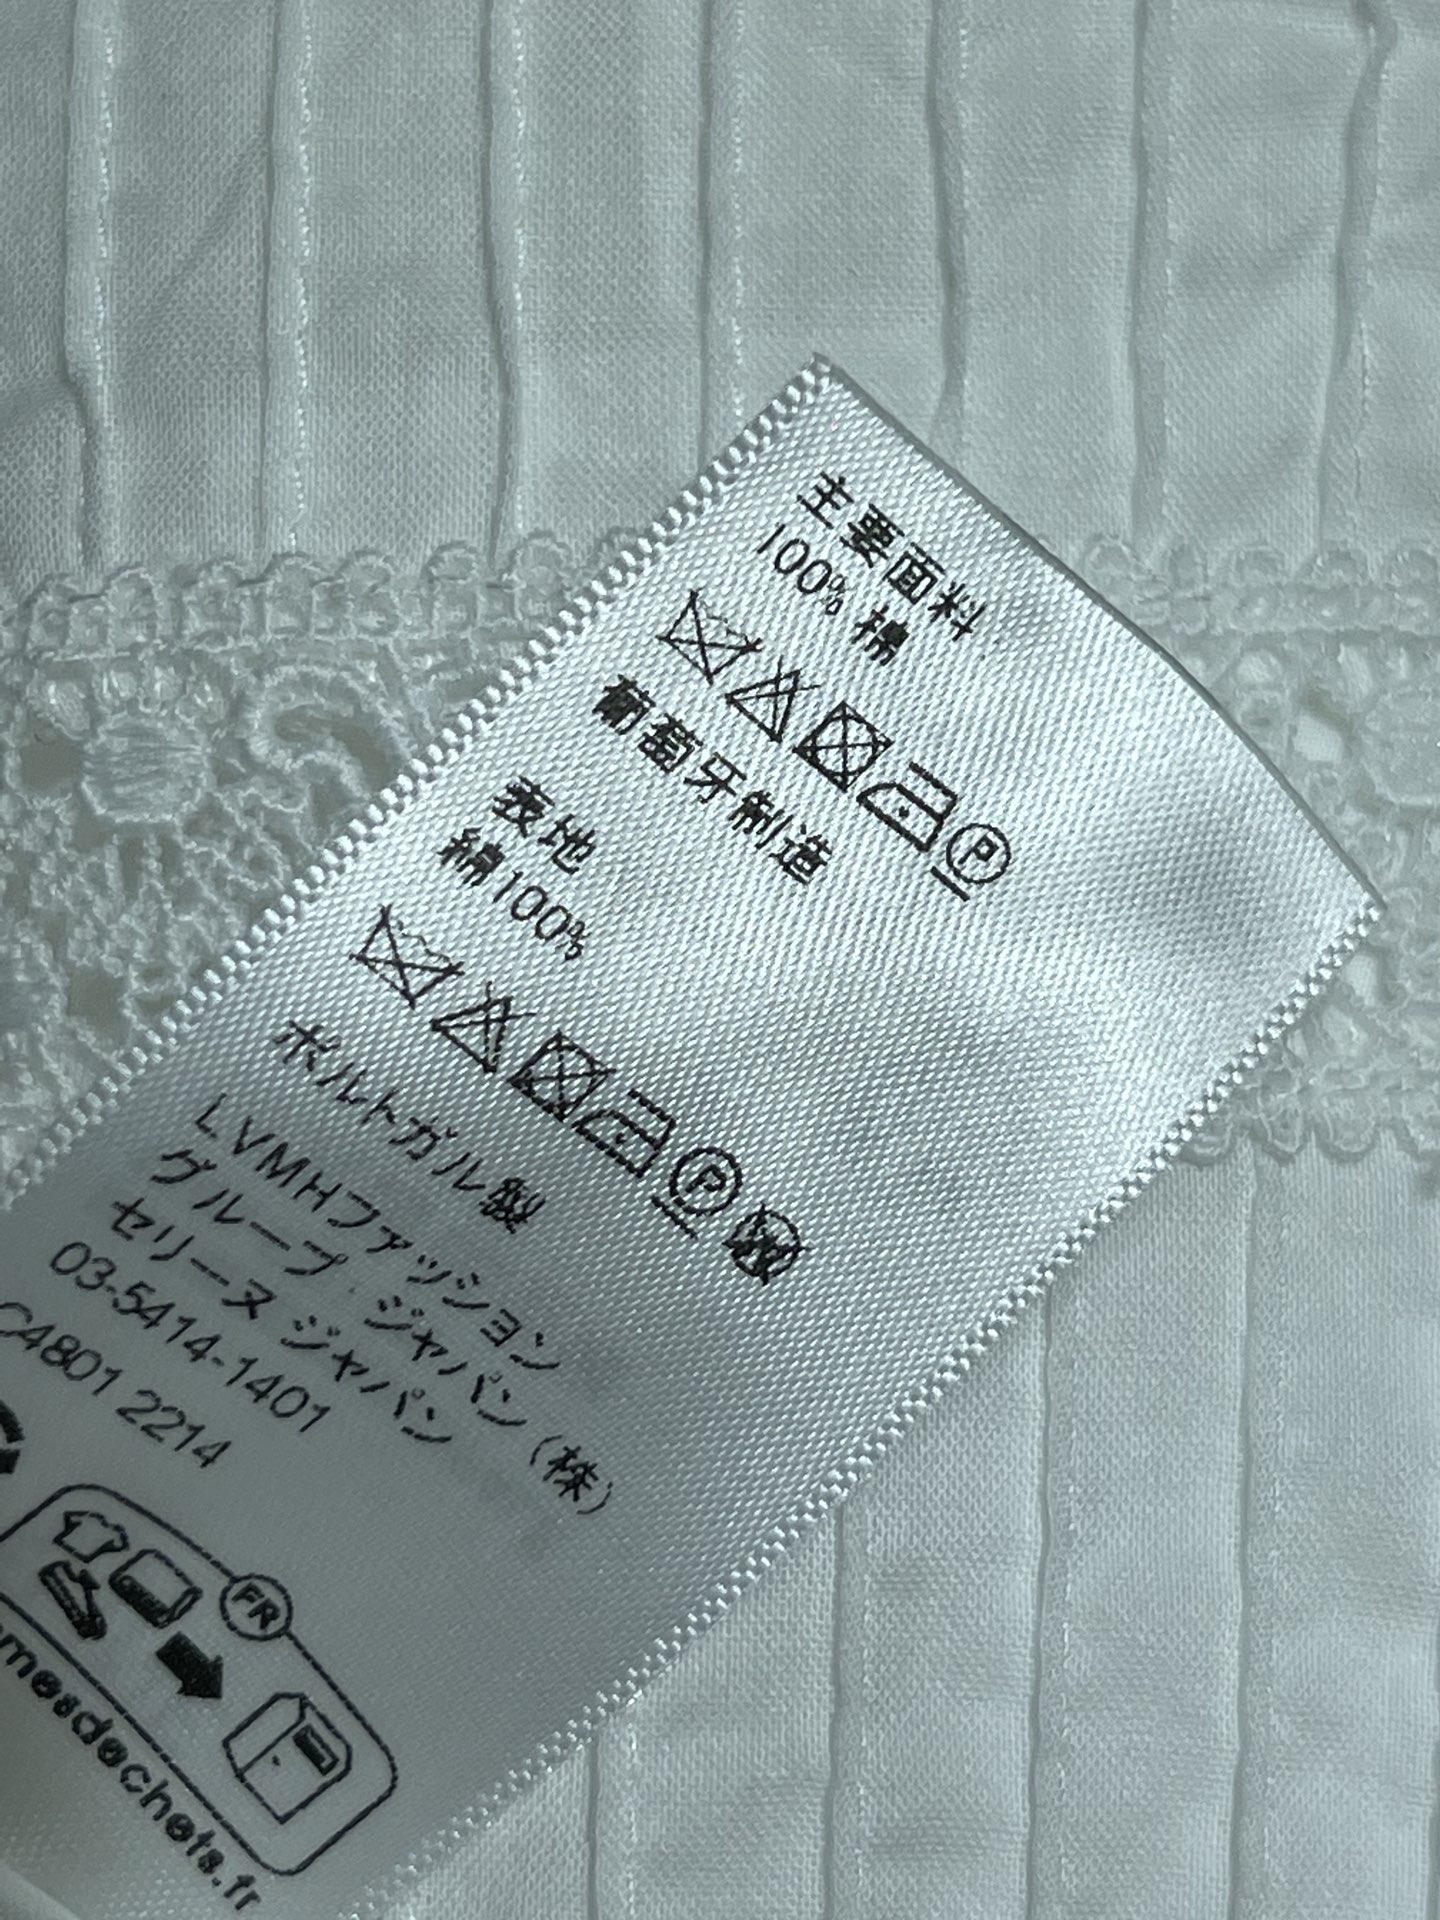 主要面料
100% 棉
P
葡萄牙制造
表地
綿100%
P
W
ポルトガル製
LVMHファッション
グループ・ジャパン(株)
セリーヌ ジャパン
03-5414-1401
C4801 2214
FR
mesdechets.fr